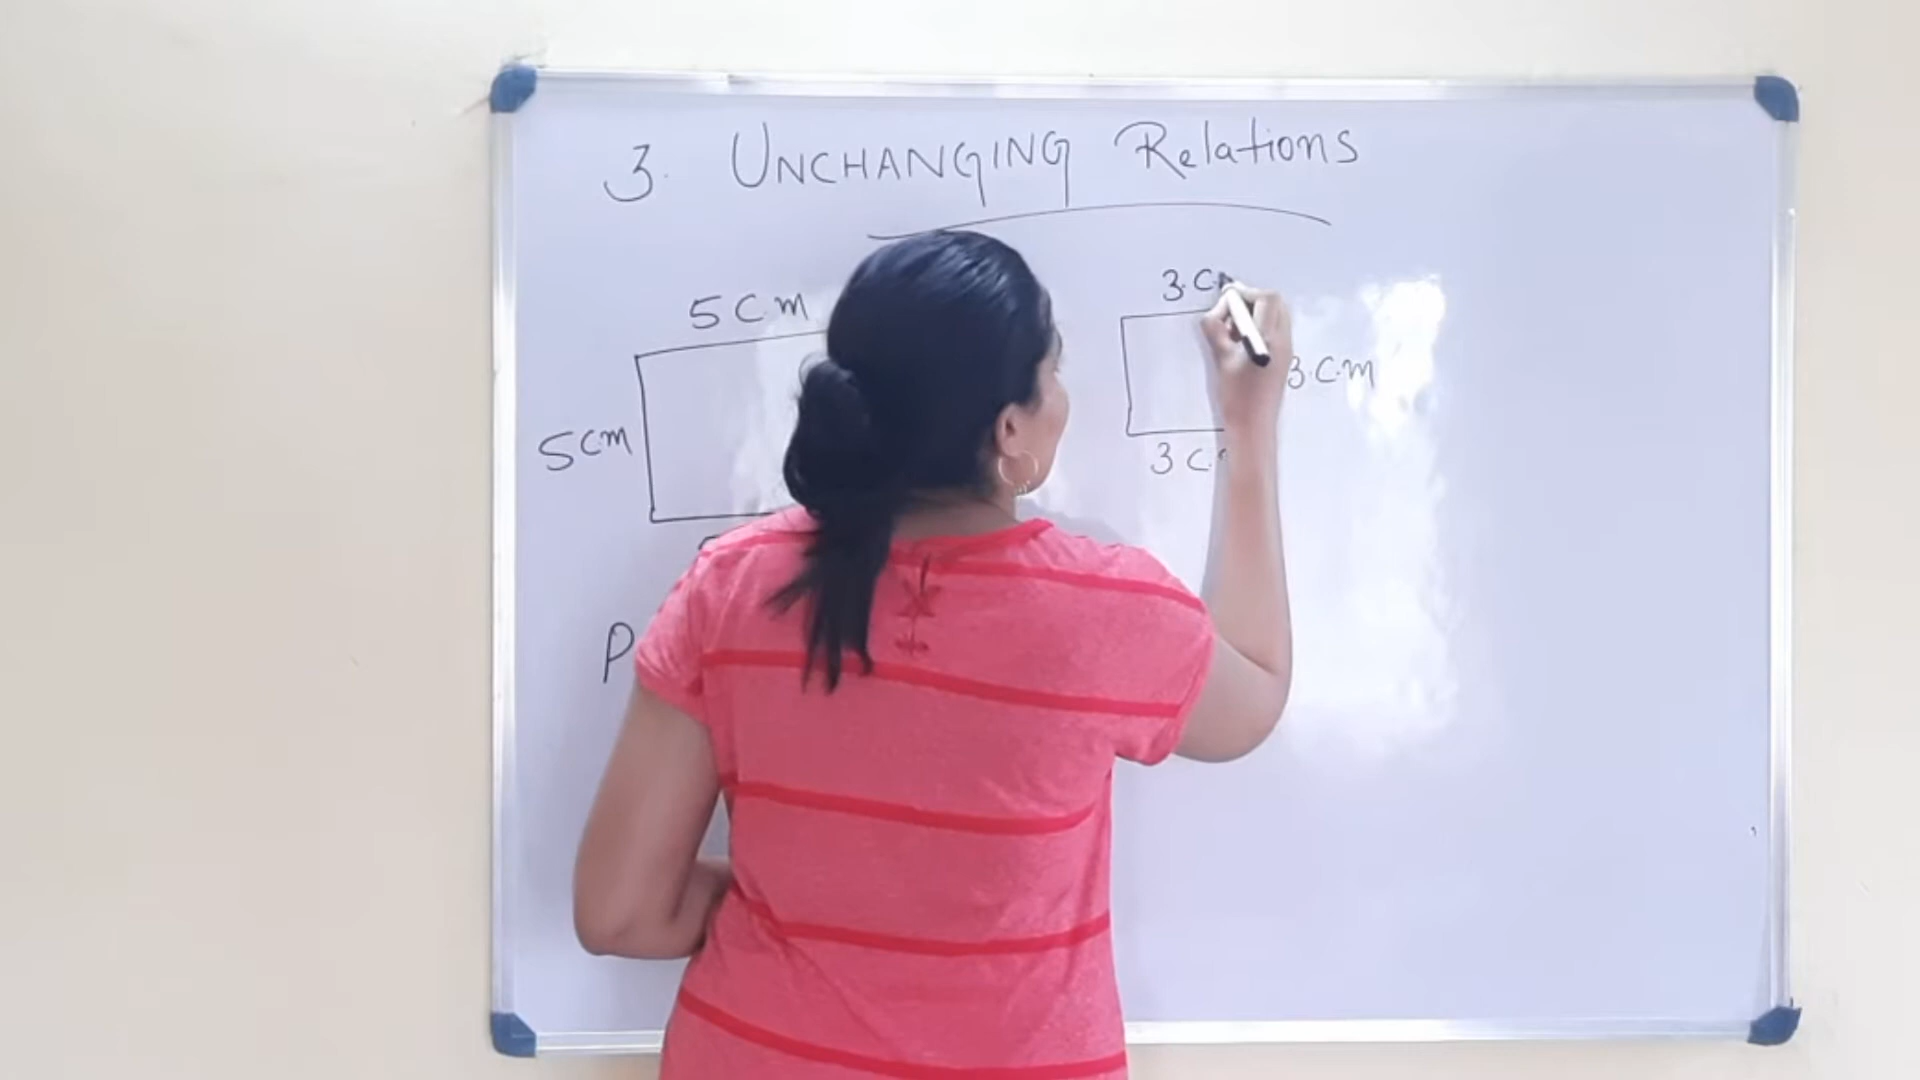 3. UNCHANGING Relations
5 cm
3.C
5cm
3.C.m
3 C.
P